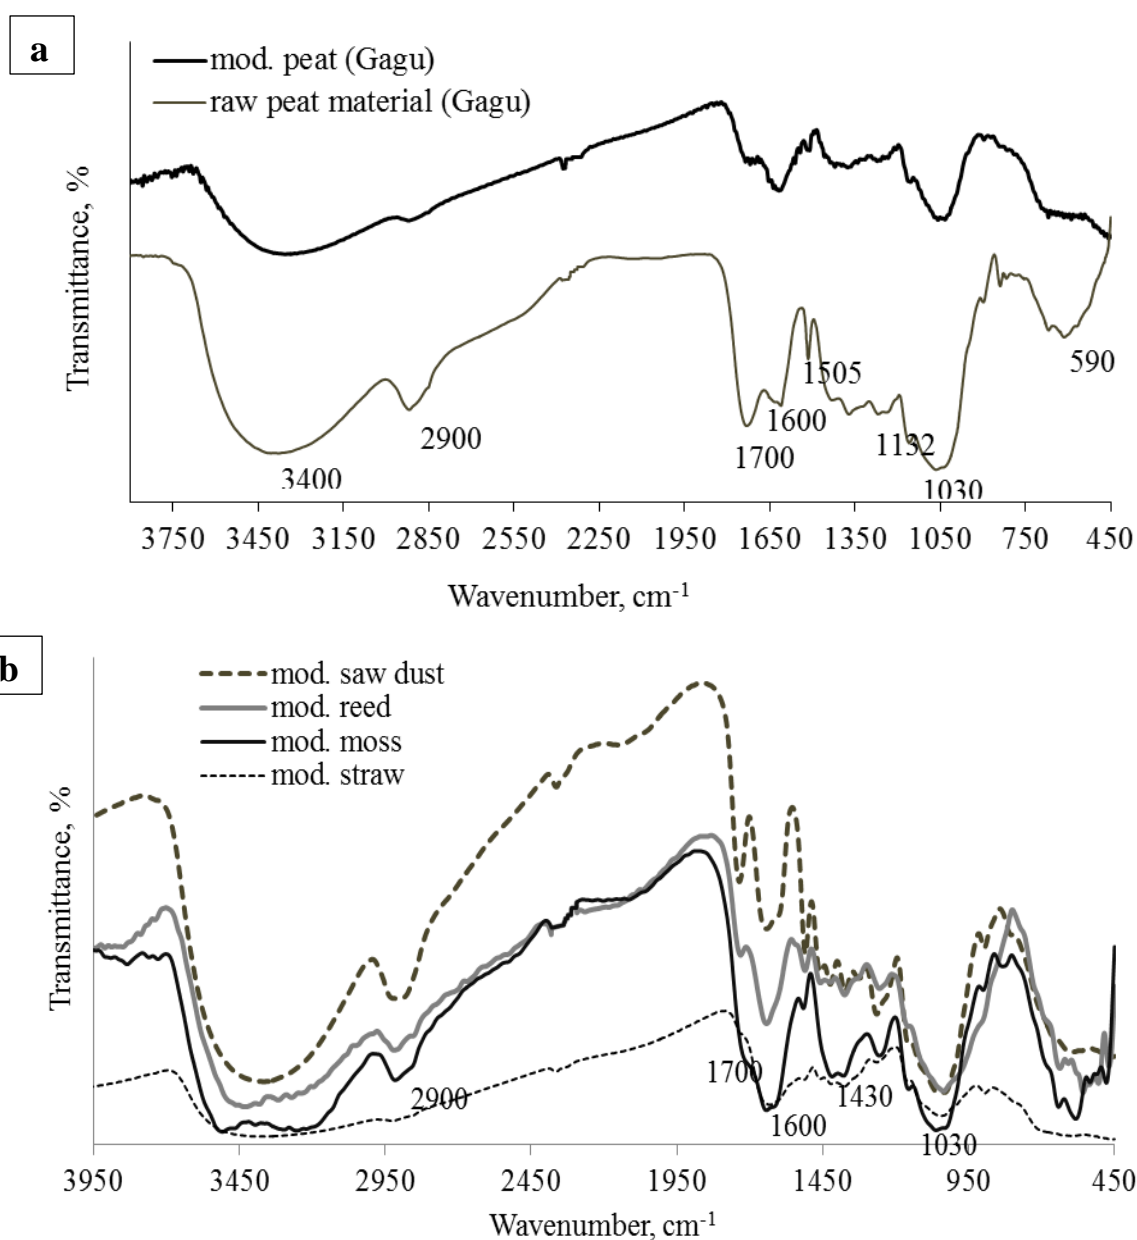 a
mod. peat (Gagu)
raw peat material (Gagu)
Transmittance, %
2900
3400
1505
1600
1700
1132
1030
590
3750 3450 3150 2850 2550 2250 1950 1650 1350 1050 750 450
Wavenumber, cm-1
b
mod. saw dust
mod. reed
mod. moss
mod. straw
Transmittance, %
2900
1700
1600
1430
1030
3950 3450 2950 2450 1950 1450 950 450
Wavenumber, cm-1